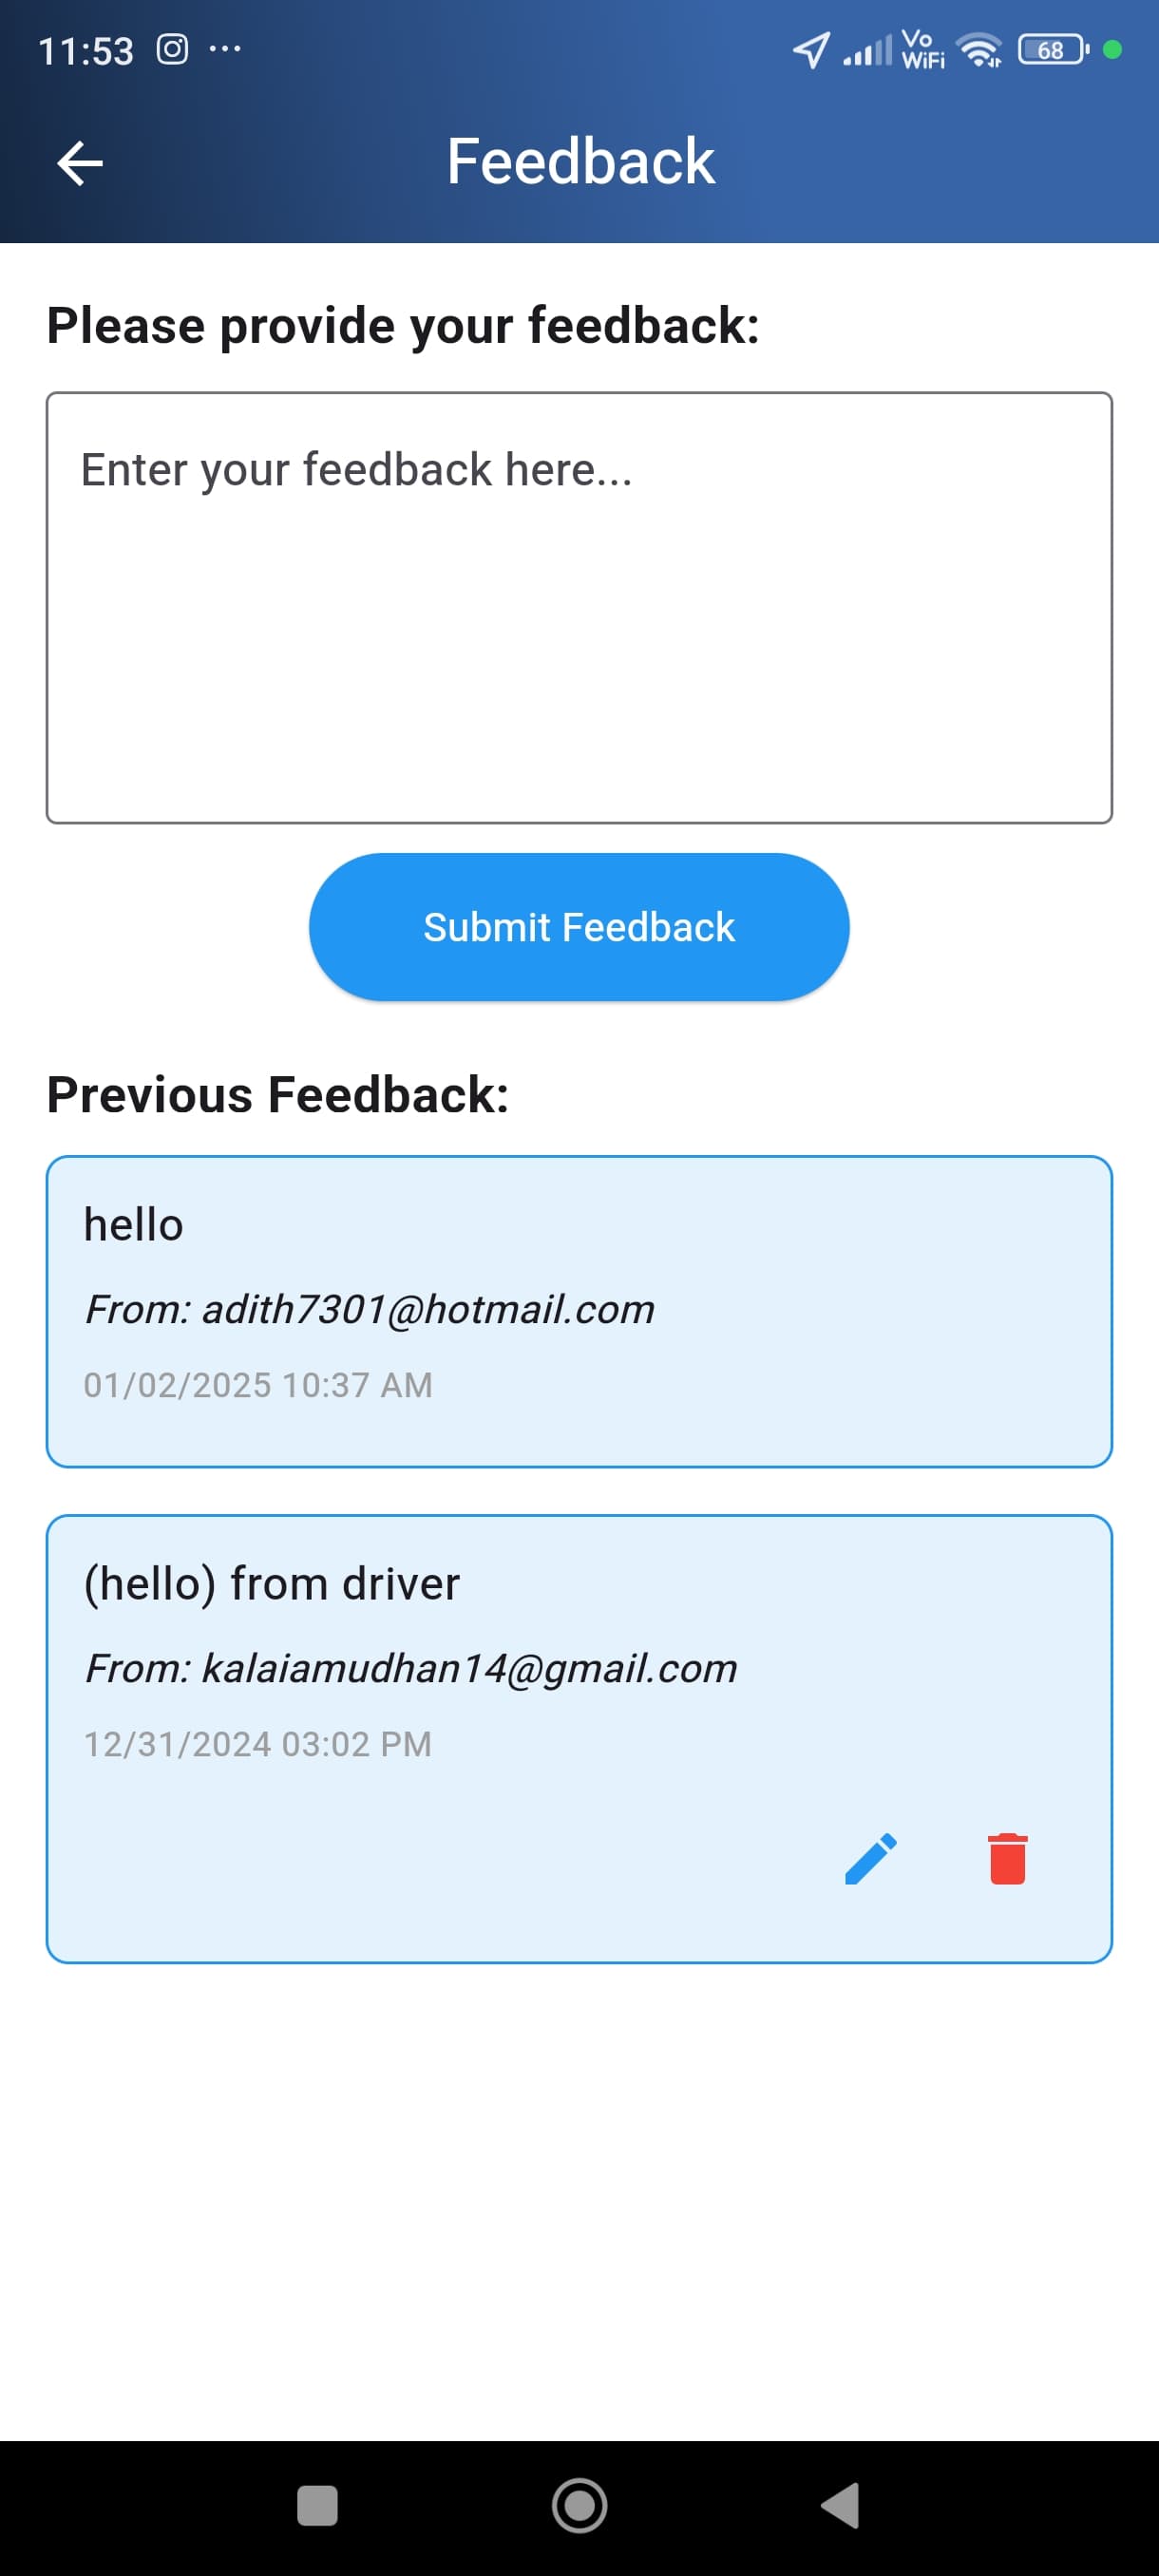 11:53 ...
Vo
WiFi
68
Feedback
Please provide your feedback:
Enter your feedback here...
Submit Feedback
Previous Feedback:
hello
From: adith7301@hotmail.com
01/02/2025 10:37 AM
(hello) from driver
From: kalaiamudhan14@gmail.com
12/31/2024 03:02 PM